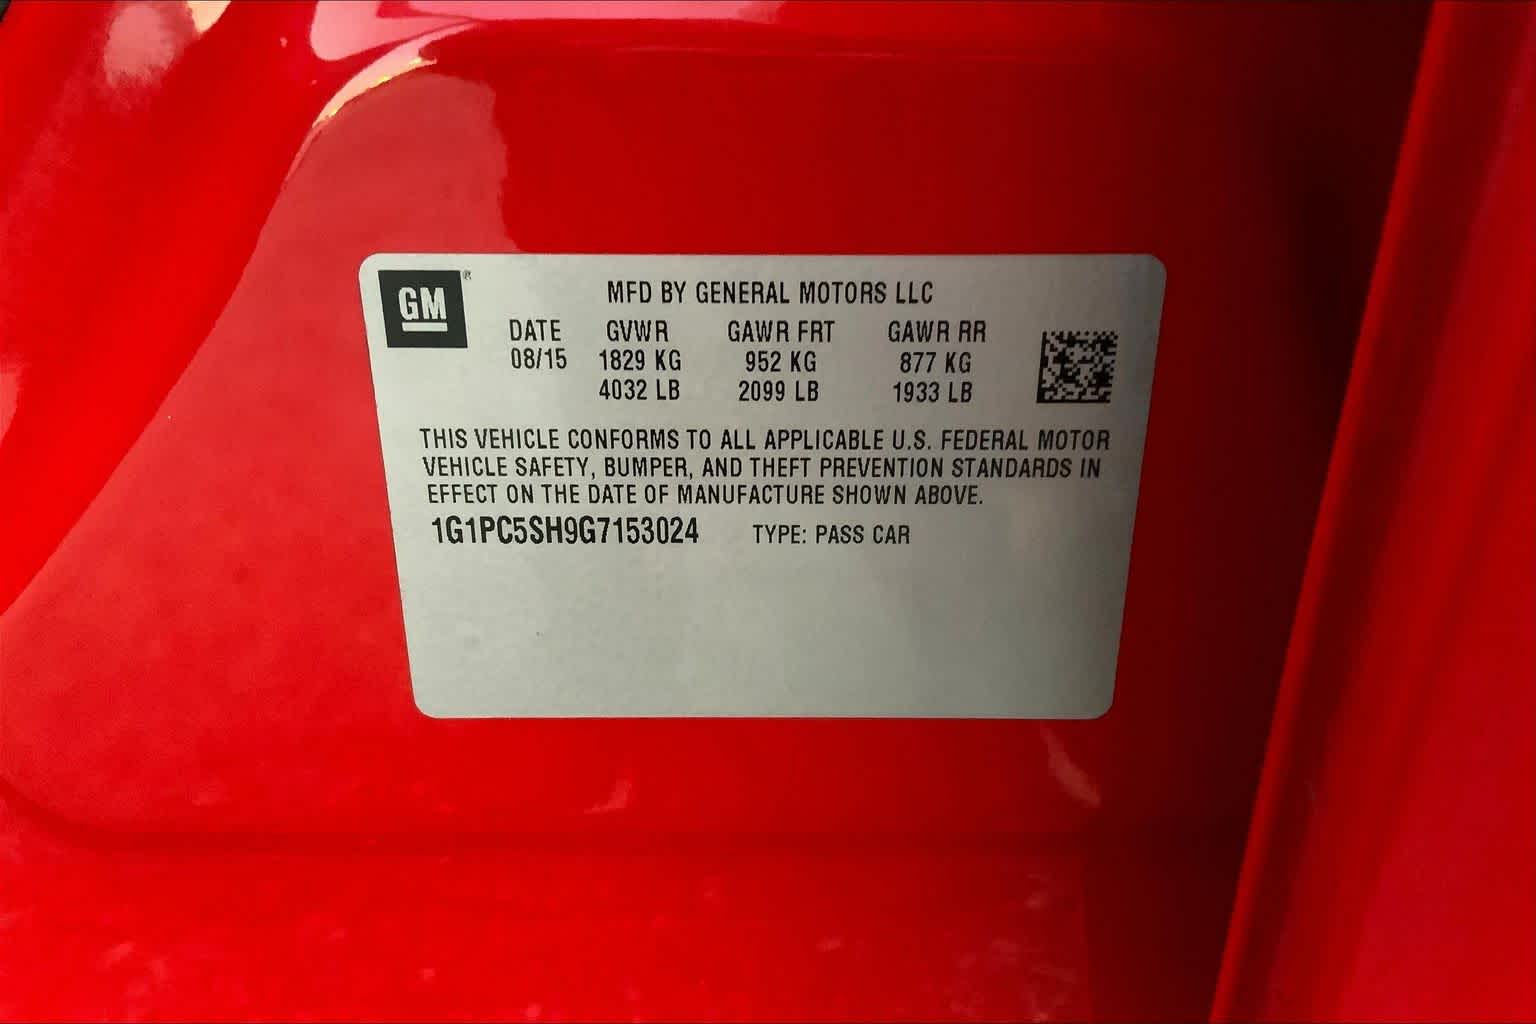 GM ®
MFD BY GENERAL MOTORS LLC
DATE GVWR GAWR FRT GAWR RR
08/15 1829 KG 952 KG 877 KG
4032 LB 2099 LB 1933 LB
THIS VEHICLE CONFORMS TO ALL APPLICABLE U.S. FEDERAL MOTOR
VEHICLE SAFETY, BUMPER, AND THEFT PREVENTION STANDARDS IN
EFFECT ON THE DATE OF MANUFACTURE SHOWN ABOVE.
1G1PC5SH9G7153024 TYPE: PASS CAR